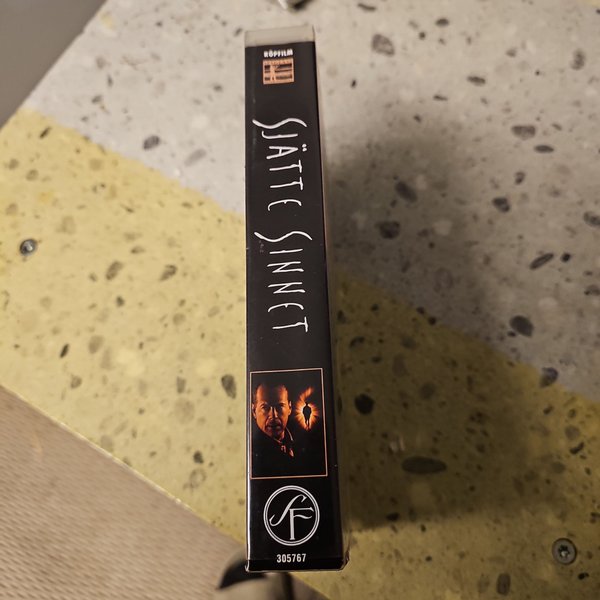 KÖPFILM
SJÄTTE SINNET
SF
305767